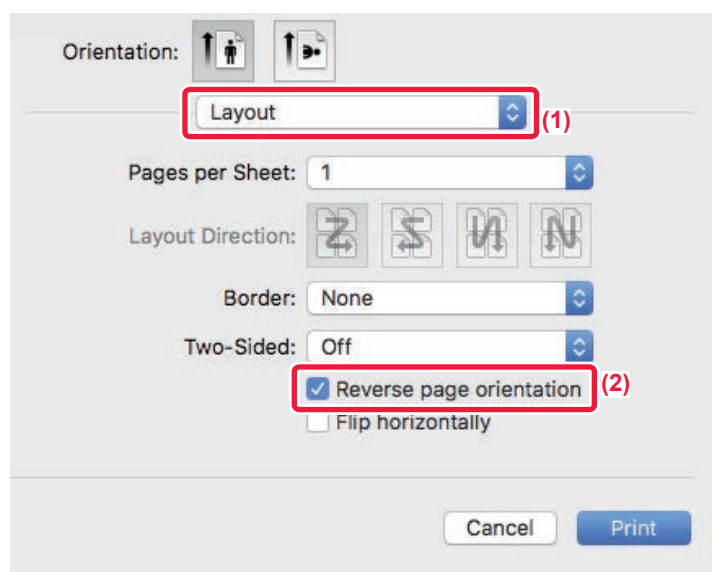 Orientation:
Layout
(1)
Pages per Sheet: 1
Layout Direction:
Border: None
Two-Sided: Off
Reverse page orientation (2)
Flip horizontally
Cancel Print